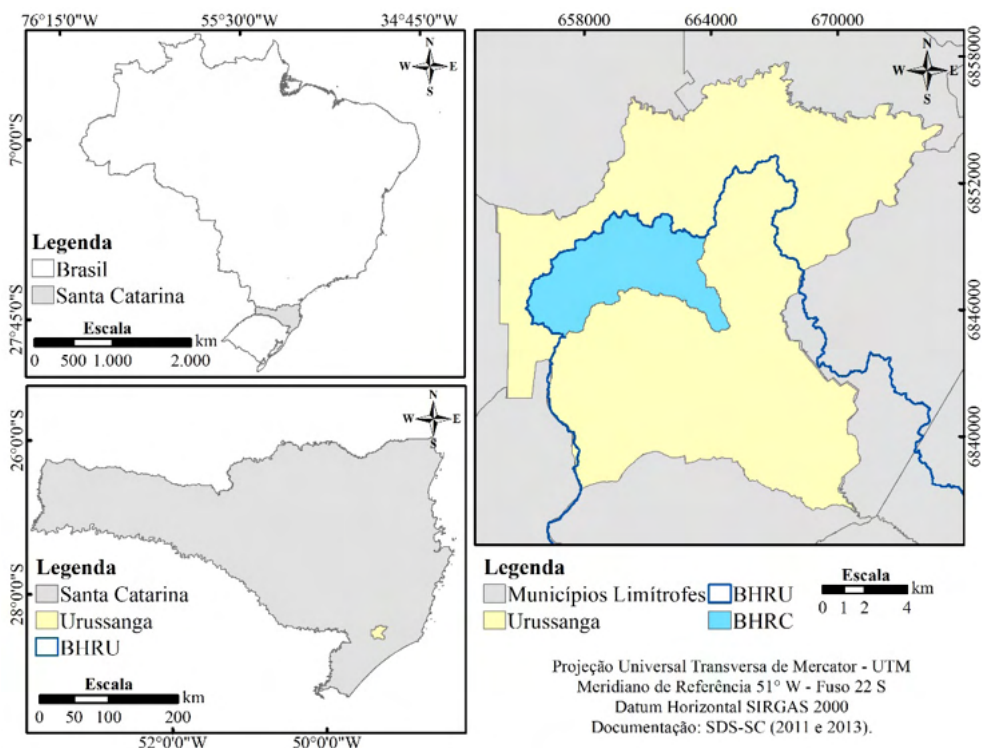 76°15'0"W
55°30'0"W
34°45'0"W
N
W E
S
7°0'0"S
27°45'0"S
Legenda
Brasil
Santa Catarina
Escala
km
0 500 1.000 2.000
26°0'0"S
28°0'0"S
N
W E
S
Legenda
Santa Catarina
Urussanga
BHRU
Escala
km
0 50 100 200
52°0'0"W
50°0'0"W
658000
664000
670000
N
W E
S
6858000
6852000
6846000
6840000
Legenda
Municípios Limítrofes
Urussanga
BHRU
BHRC
Escala
km
0 1 2 4
Projeção Universal Transversa de Mercator - UTM
Meridiano de Referência 51° W - Fuso 22 S
Datum Horizontal SIRGAS 2000
Documentação: SDS-SC (2011 e 2013).